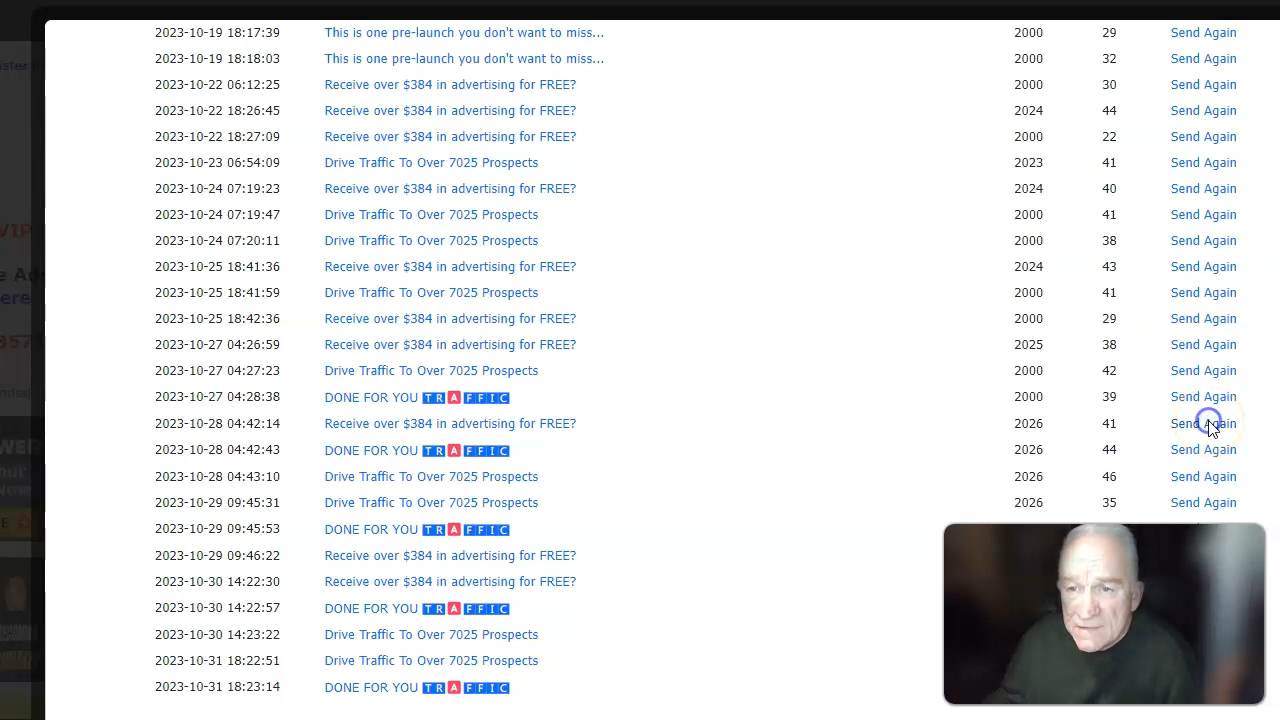 2023-10-19 18:17:39 This is one pre-launch you don't want to miss... 2000 29 Send Again
2023-10-19 18:18:03 This is one pre-launch you don't want to miss... 2000 32 Send Again
2023-10-22 06:12:25 Receive over $384 in advertising for FREE? 2000 30 Send Again
2023-10-22 18:26:45 Receive over $384 in advertising for FREE? 2024 44 Send Again
2023-10-22 18:27:09 Receive over $384 in advertising for FREE? 2000 22 Send Again
2023-10-23 06:54:09 Drive Traffic To Over 7025 Prospects 2023 41 Send Again
2023-10-24 07:19:23 Receive over $384 in advertising for FREE? 2024 40 Send Again
2023-10-24 07:19:47 Drive Traffic To Over 7025 Prospects 2000 41 Send Again
2023-10-24 07:20:11 Drive Traffic To Over 7025 Prospects 2000 38 Send Again
2023-10-25 18:41:36 Receive over $384 in advertising for FREE? 2024 43 Send Again
2023-10-25 18:41:59 Drive Traffic To Over 7025 Prospects 2000 41 Send Again
2023-10-25 18:42:36 Receive over $384 in advertising for FREE? 2000 29 Send Again
2023-10-27 04:26:59 Receive over $384 in advertising for FREE? 2025 38 Send Again
2023-10-27 04:27:23 Drive Traffic To Over 7025 Prospects 2000 42 Send Again
2023-10-27 04:28:38 DONE FOR YOU TRAFFIC 2000 39 Send Again
2023-10-28 04:42:14 Receive over $384 in advertising for FREE? 2026 41 Send Again
2023-10-28 04:42:43 DONE FOR YOU TRAFFIC 2026 44 Send Again
2023-10-28 04:43:10 Drive Traffic To Over 7025 Prospects 2026 46 Send Again
2023-10-29 09:45:31 Drive Traffic To Over 7025 Prospects 2026 35 Send Again
2023-10-29 09:45:53 DONE FOR YOU TRAFFIC
2023-10-29 09:46:22 Receive over $384 in advertising for FREE?
2023-10-30 14:22:30 Receive over $384 in advertising for FREE?
2023-10-30 14:22:57 DONE FOR YOU TRAFFIC
2023-10-30 14:23:22 Drive Traffic To Over 7025 Prospects
2023-10-31 18:22:51 Drive Traffic To Over 7025 Prospects
2023-10-31 18:23:14 DONE FOR YOU TRAFFIC